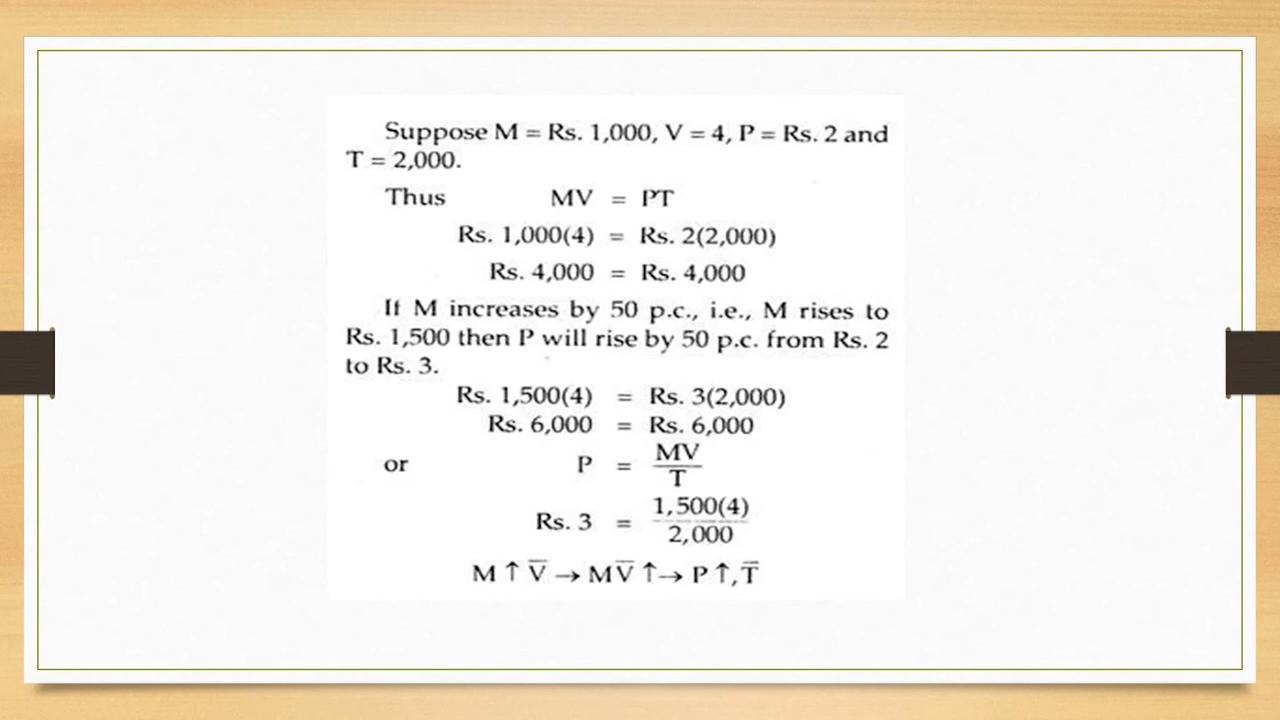 Suppose M = Rs. 1,000, V = 4, P = Rs. 2 and
T = 2,000.
Thus MV = PT
Rs. 1,000(4) = Rs. 2(2,000)
Rs. 4,000 = Rs. 4,000
If M increases by 50 p.c., i.e., M rises to
Rs. 1,500 then P will rise by 50 p.c. from Rs. 2
to Rs. 3.
Rs. 1,500(4) = Rs. 3(2,000)
Rs. 6,000 = Rs. 6,000
or P = MV/T
Rs. 3 = 1,500(4)/2,000
M ↑ V̅ → MV̅ ↑→ P ↑, T̅